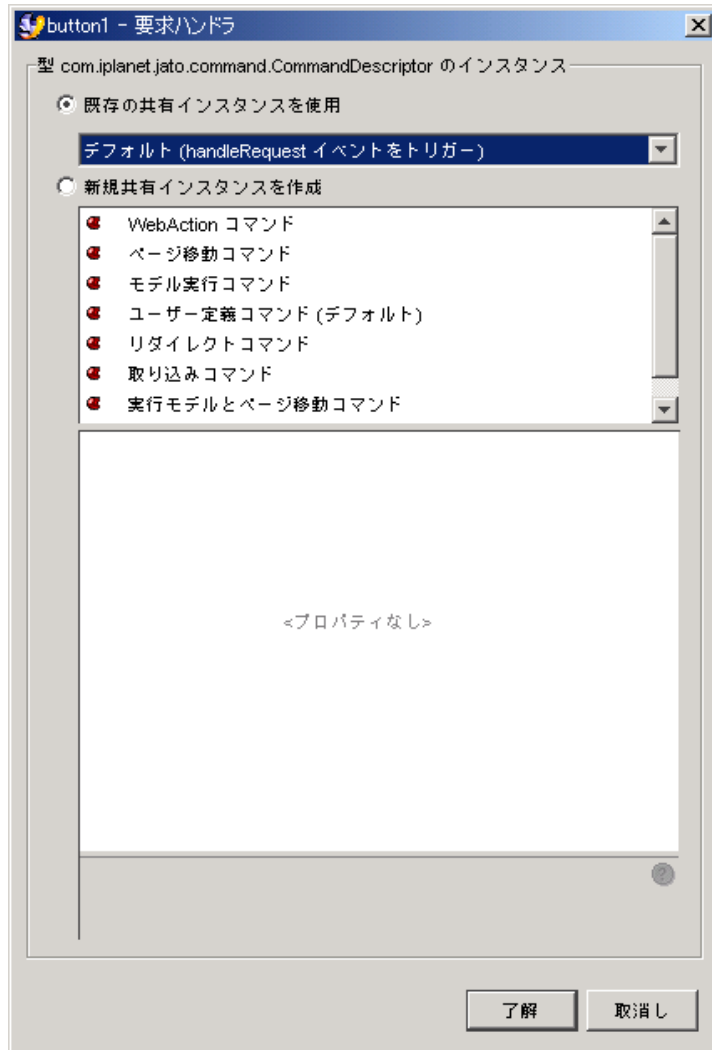 button1 - 要求ハンドラ
型 com.iplanet.jato.command.CommandDescriptor のインスタンス
既存の共有インスタンスを使用
デフォルト (handleRequest イベントをトリガー)
新規共有インスタンスを作成
WebAction コマンド
ページ移動コマンド
モデル実行コマンド
ユーザー定義コマンド (デフォルト)
リダイレクトコマンド
取り込みコマンド
実行モデルとページ移動コマンド
<プロパティなし>
?
了解
取消し